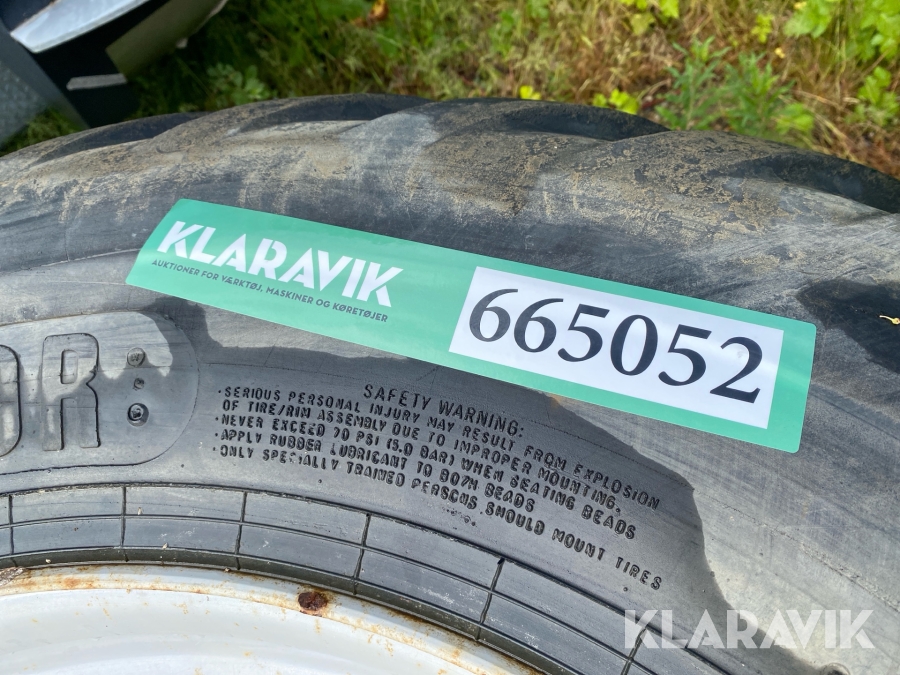 KLARAVIK
AUKTIONER FOR VÆRKTØJ, MASKINER OG KØRETØJER
665052
OR
SAFETY WARNING:
·SERIOUS PERSONAL INJURY MAY RESULT FROM EXPLOSION
OF TIRE/RIM ASSEMBLY DUE TO IMPROPER MOUNTING.
·NEVER EXCEED 70 PSI (5.0 BAR) WHEN SEATING BEADS
·APPLY RUBBER LUBRICANT TO BOTH BEADS
·ONLY SPECIALLY TRAINED PERSONS SHOULD MOUNT TIRES
KLARAVIK